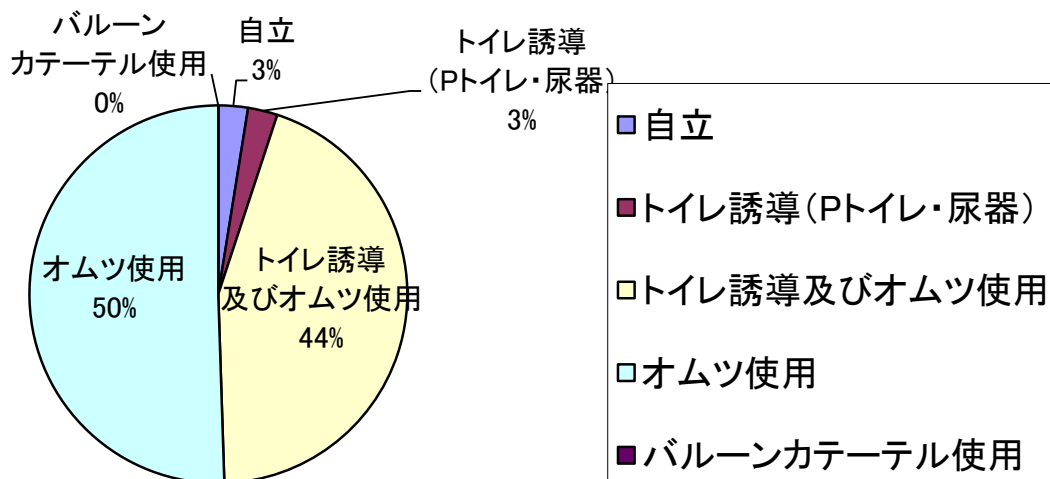 バルーン
カテーテル使用
0%
自立
3%
トイレ誘導
（Pトイレ・尿器）
3%
オムツ使用
50%
トイレ誘導
及びオムツ使用
44%
自立
トイレ誘導（Pトイレ・尿器）
トイレ誘導及びオムツ使用
オムツ使用
バルーンカテーテル使用